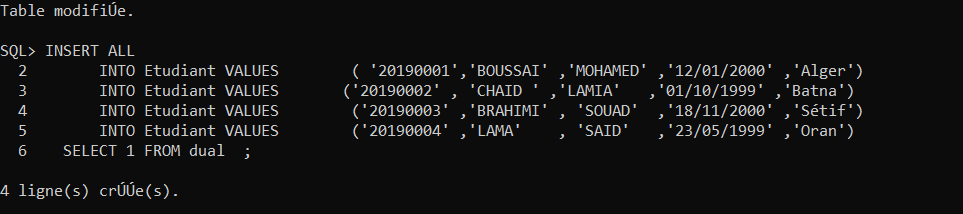 Table modifiÚe.
SQL> INSERT ALL
2 INTO Etudiant VALUES ( '20190001','BOUSSAI' ,'MOHAMED' ,'12/01/2000' ,'Alger')
3 INTO Etudiant VALUES ('20190002' , 'CHAID ' ,'LAMIA' ,'01/10/1999' ,'Batna')
4 INTO Etudiant VALUES ('20190003' ,'BRAHIMI' , 'SOUAD' ,'18/11/2000' ,'Sétif')
5 INTO Etudiant VALUES ('20190004' ,'LAMA' , 'SAID' ,'23/05/1999' ,'Oran')
6 SELECT 1 FROM dual ;
4 ligne(s) crÚÚe(s).